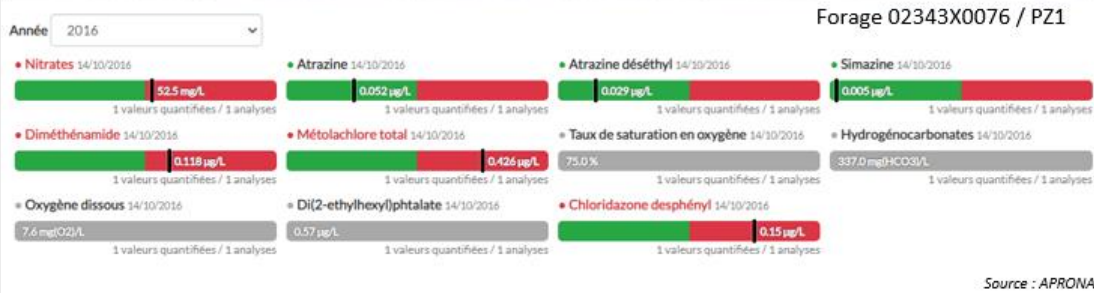 Forage 02343X0076 / PZ1
Année 2016
• Nitrates 14/10/2016
52.5 mg/L
1 valeurs quantifiées / 1 analyses
• Atrazine 14/10/2016
0.052 µg/L
1 valeurs quantifiées / 1 analyses
• Atrazine déséthyl 14/10/2016
0.029 µg/L
1 valeurs quantifiées / 1 analyses
• Simazine 14/10/2016
0.005 µg/L
1 valeurs quantifiées / 1 analyses
• Diméthénamide 14/10/2016
0.118 µg/L
1 valeurs quantifiées / 1 analyses
• Métolachlore total 14/10/2016
0.426 µg/L
1 valeurs quantifiées / 1 analyses
• Taux de saturation en oxygène 14/10/2016
75.0 %
1 valeurs quantifiées / 1 analyses
• Hydrogénocarbonates 14/10/2016
337.0 mg(HCO3)/L
1 valeurs quantifiées / 1 analyses
• Oxygène dissous 14/10/2016
7.6 mg(O2)/L
1 valeurs quantifiées / 1 analyses
• Di(2-ethylhexyl)phtalate 14/10/2016
0.57 µg/L
1 valeurs quantifiées / 1 analyses
• Chloridazone desphényl 14/10/2016
0.15 µg/L
1 valeurs quantifiées / 1 analyses
Source : APRONA